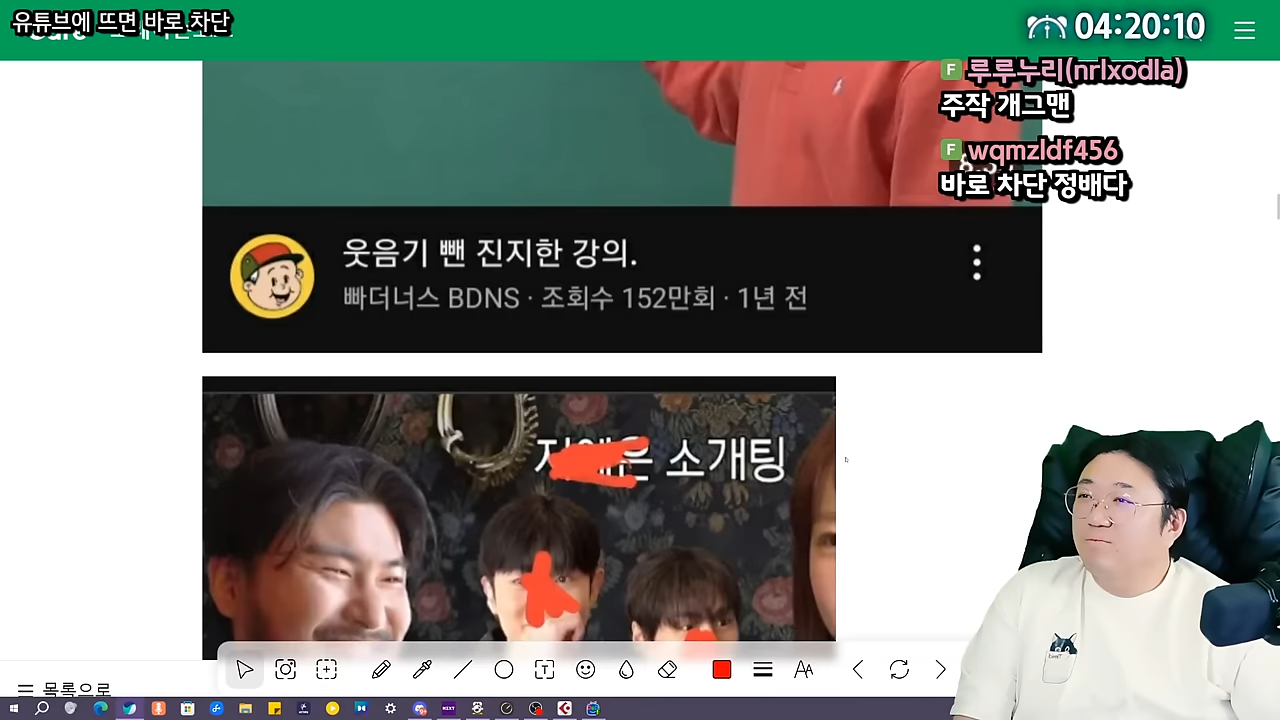 유튜브에 뜨면 바로 차단
04:20:10
F 루루누리(nrlxodla)
주작 개그맨
F wqmzldf456
바로 차단 정배다
웃음기 뺀 진지한 강의.
빠더너스 BDNS · 조회수 152만회 · 1년 전
소개팅
목록으로